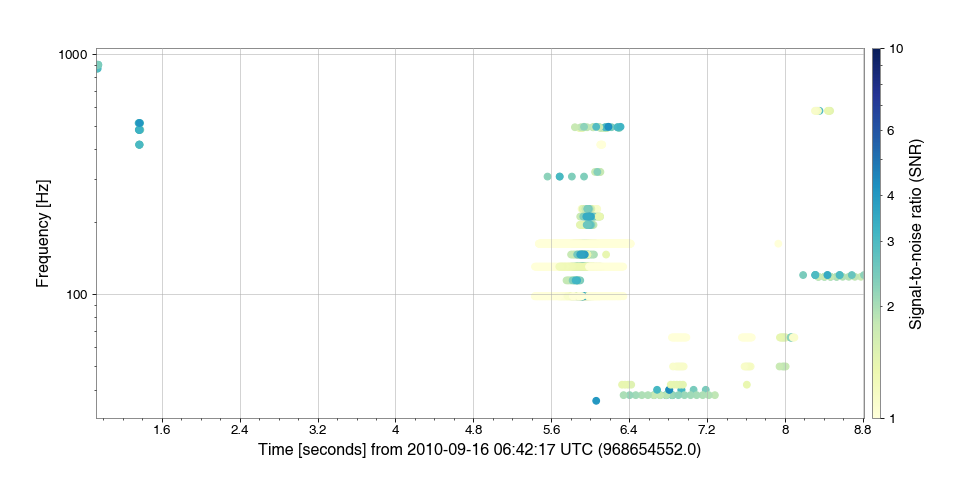 1000
100
Frequency [Hz]
1.6 2.4 3.2 4 4.8 5.6 6.4 7.2 8 8.8
Time [seconds] from 2010-09-16 06:42:17 UTC (968654552.0)
10
6
4
3
2
1
Signal-to-noise ratio (SNR)